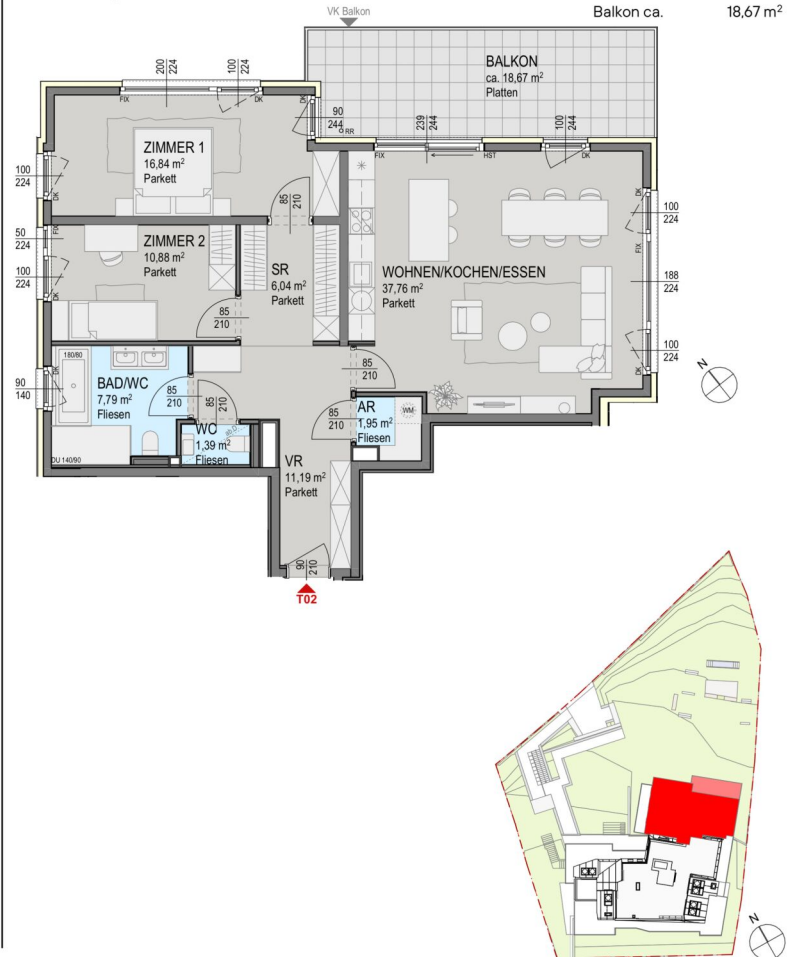 VK Balkon
Balkon ca. 18,67 m²
BALKON
ca. 18,67 m²
Platten
200
224
100
224
FIX
DK
DK
90
244
RR
239
244
100
244
FIX
HST
DK
ZIMMER 1
16,84 m²
Parkett
100
224
DK
85
210
50
224
FIX
100
224
DK
ZIMMER 2
10,88 m²
Parkett
85
210
SR
6,04 m²
Parkett
WOHNEN/KOCHEN/ESSEN
37,76 m²
Parkett
100
224
DK
FIX
188
224
100
224
DK
N
180/80
90
140
DK
BAD/WC
7,79 m²
Fliesen
DU 140/90
85
210
85
210
WC
1,39 m²
Fliesen
85
210
85
210
AR
1,95 m²
Fliesen
WM
VR
11,19 m²
Parkett
90
210
T02
N